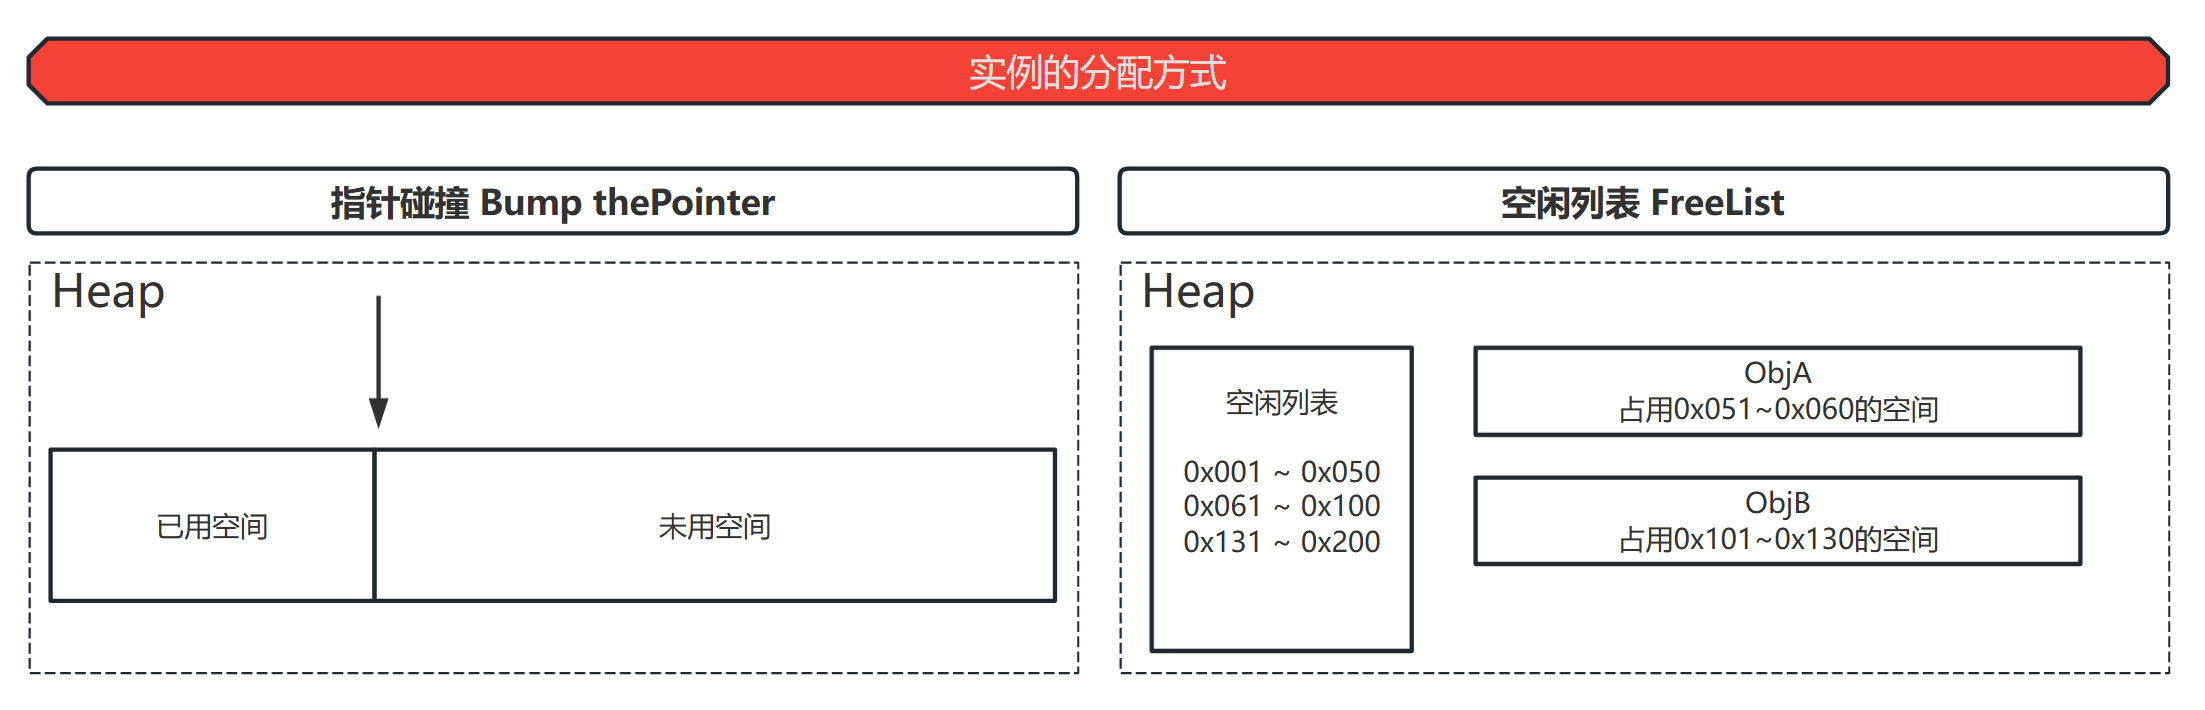 实例的分配方式
指针碰撞 Bump thePointer
Heap
已用空间
未用空间
空闲列表 FreeList
Heap
空闲列表
0x001 ~ 0x050
0x061 ~ 0x100
0x131 ~ 0x200
ObjA
占用0x051~0x060的空间
ObjB
占用0x101~0x130的空间